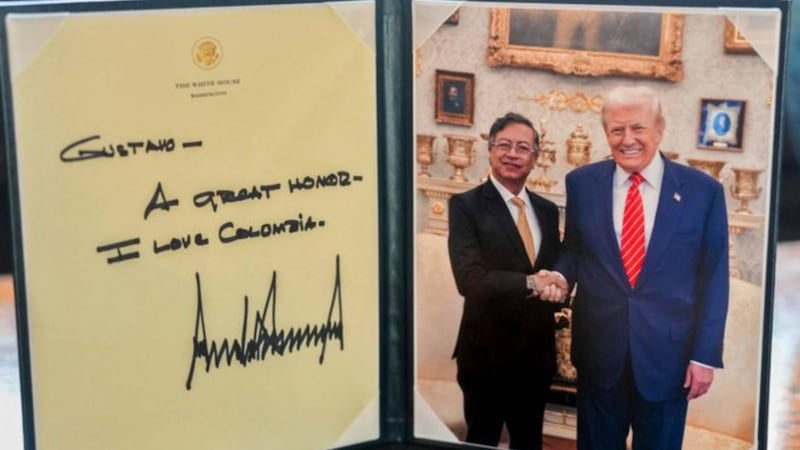 THE WHITE HOUSE
WASHINGTON
GUSTAVO —
A GREAT HONOR -
I LOVE COLOMBIA.